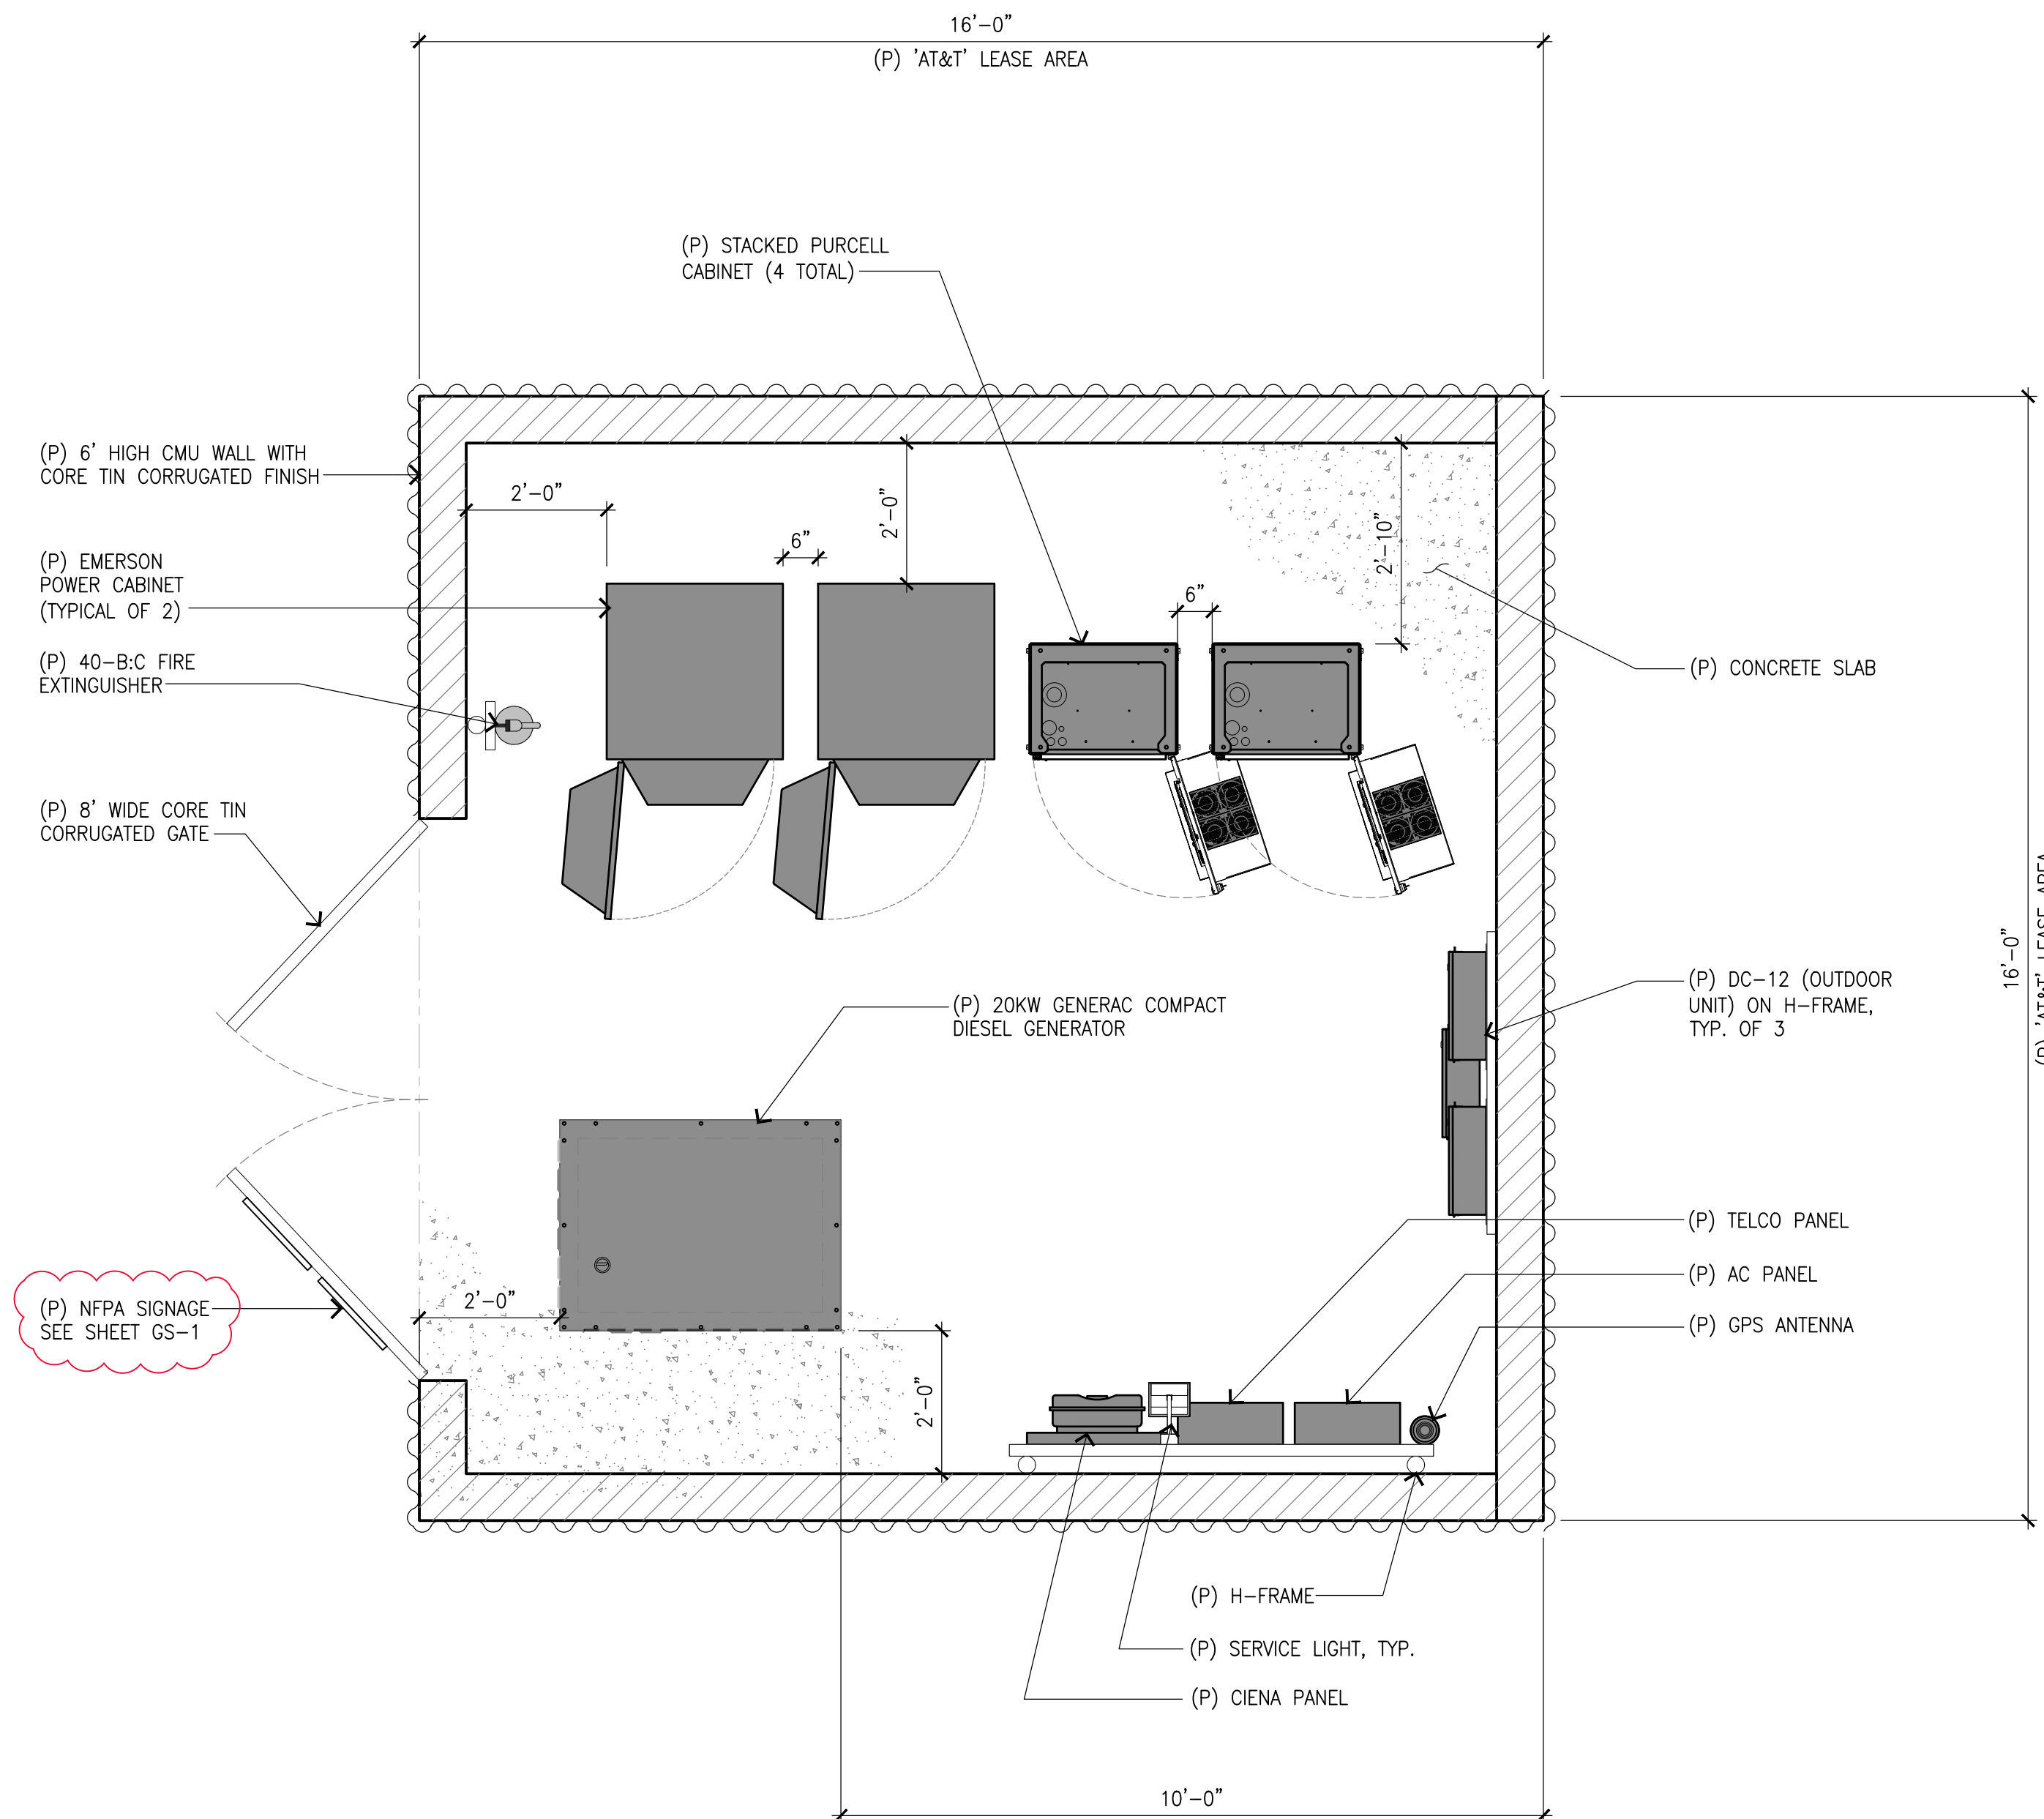 16'-0"
(P) 'AT&T' LEASE AREA
(P) STACKED PURCELL
CABINET (4 TOTAL)
(P) 6' HIGH CMU WALL WITH
CORE TIN CORRUGATED FINISH
2'-0"
2'-0"
2'-10"
6"
(P) EMERSON
POWER CABINET
(TYPICAL OF 2)
6"
(P) 40-B:C FIRE
EXTINGUISHER
(P) CONCRETE SLAB
(P) 8' WIDE CORE TIN
CORRUGATED GATE
16'-0"
(P) 'AT&T' LEASE AREA
(P) 20KW GENERAC COMPACT
DIESEL GENERATOR
(P) DC-12 (OUTDOOR
UNIT) ON H-FRAME,
TYP. OF 3
(P) TELCO PANEL
(P) AC PANEL
(P) GPS ANTENNA
(P) NFPA SIGNAGE
SEE SHEET GS-1
2'-0"
2'-0"
(P) H-FRAME
(P) SERVICE LIGHT, TYP.
(P) CIENA PANEL
10'-0"